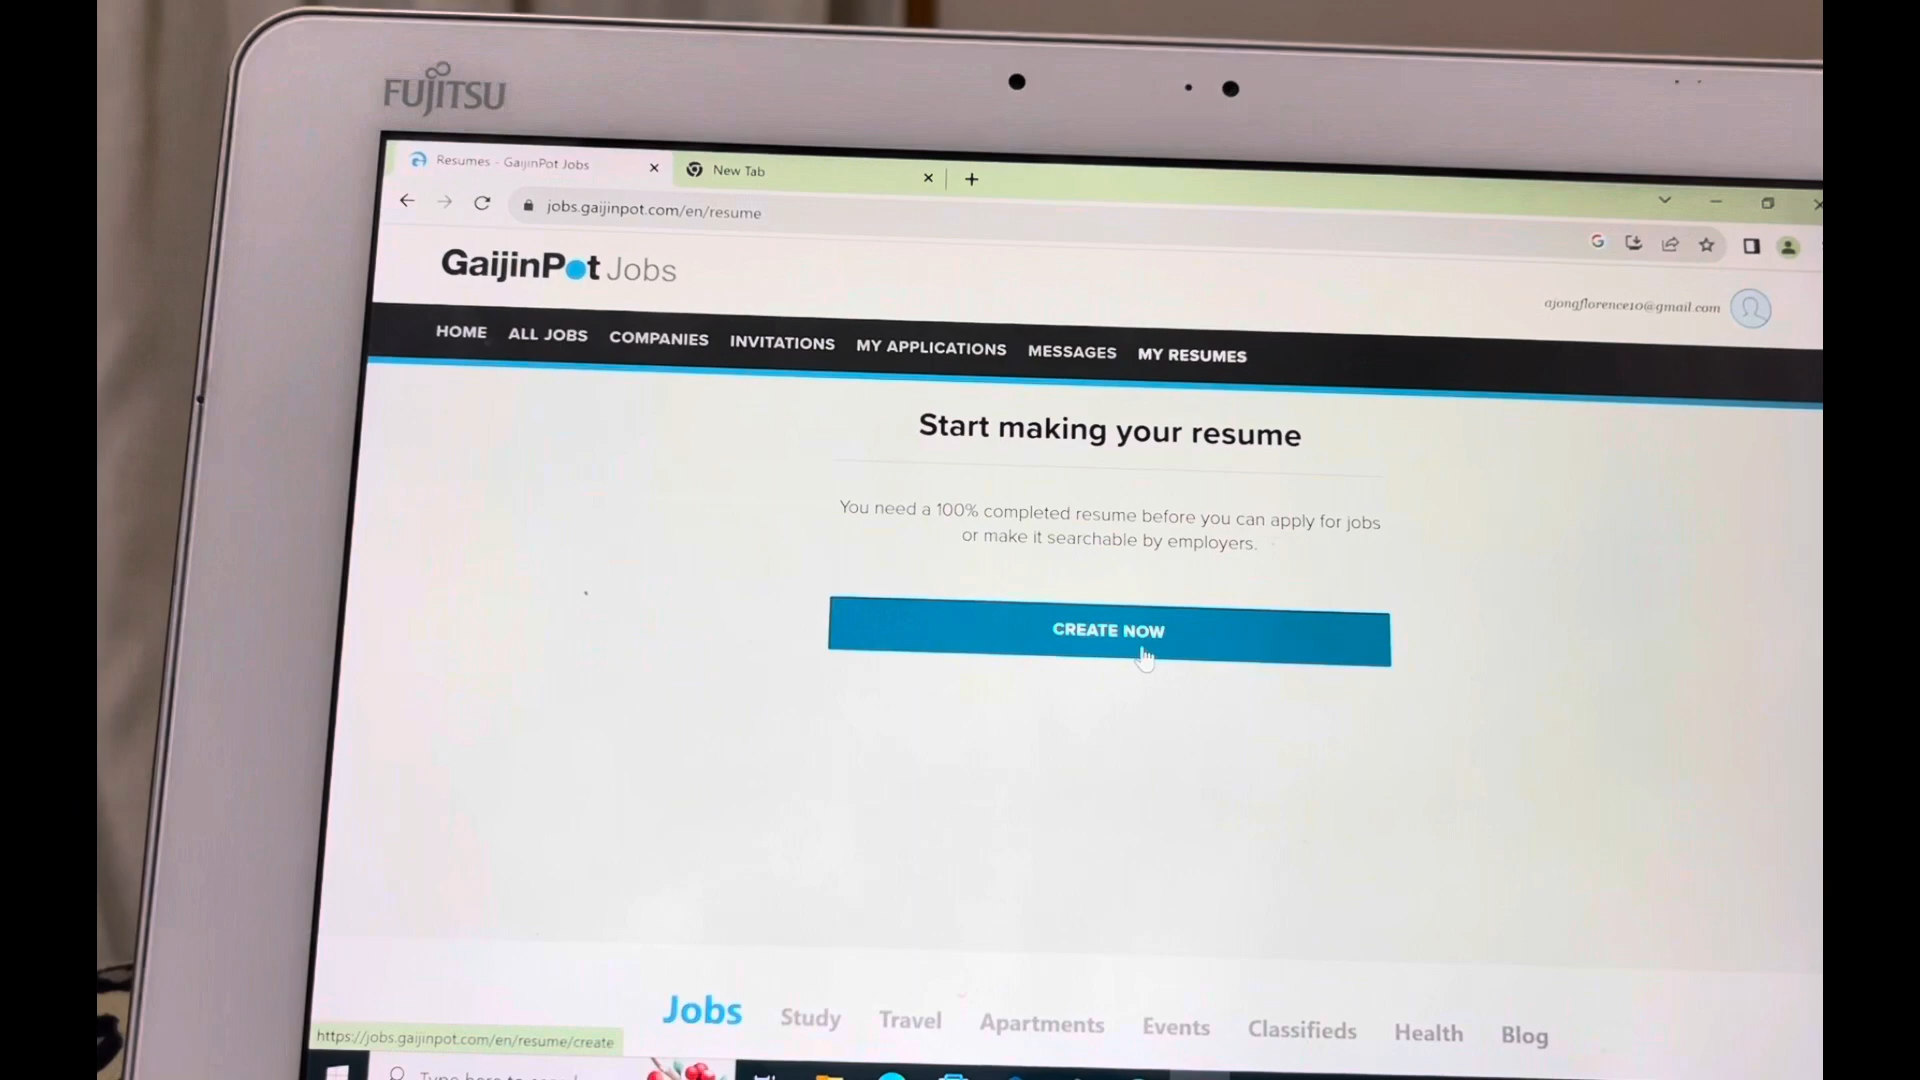 FUJITSU
Resumes - GaijinPot Jobs
New Tab
jobs.gaijinpot.com/en/resume
GaijinPot Jobs
ajongflorence10@gmail.com
HOME ALL JOBS COMPANIES INVITATIONS MY APPLICATIONS MESSAGES MY RESUMES
Start making your resume
You need a 100% completed resume before you can apply for jobs
or make it searchable by employers.
CREATE NOW
Jobs Study Travel Apartments Events Classifieds Health Blog
https://jobs.gaijinpot.com/en/resume/create
Type here to